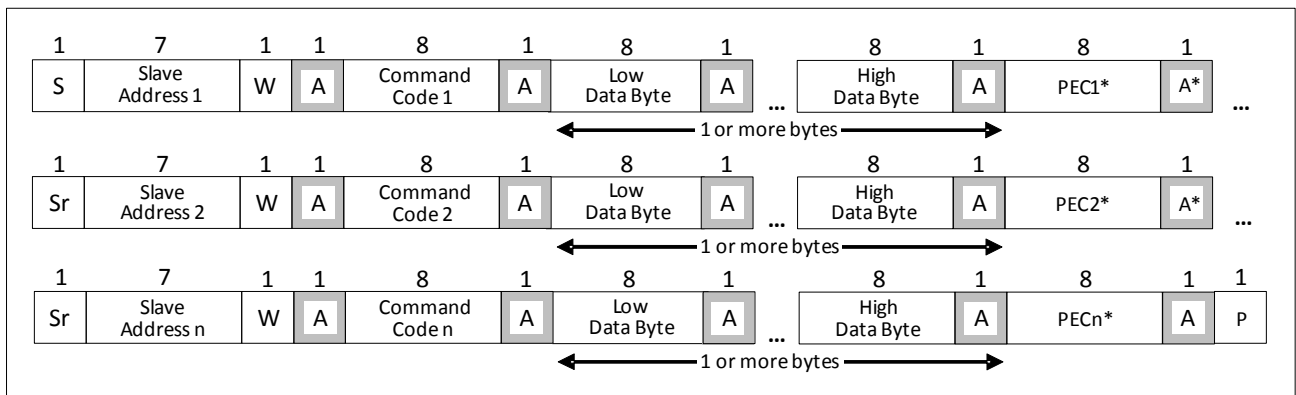 1 7 1 1 8 1 8 1 8 1 8 1
S Slave Address 1 W A Command Code 1 A Low Data Byte A ... High Data Byte A PEC1* A* ...
1 or more bytes
1 7 1 1 8 1 8 1 8 1 8 1
Sr Slave Address 2 W A Command Code 2 A Low Data Byte A ... High Data Byte A PEC2* A* ...
1 or more bytes
1 7 1 1 8 1 8 1 8 1 8 1 1
Sr Slave Address n W A Command Code n A Low Data Byte A ... High Data Byte A PECn* A P
1 or more bytes